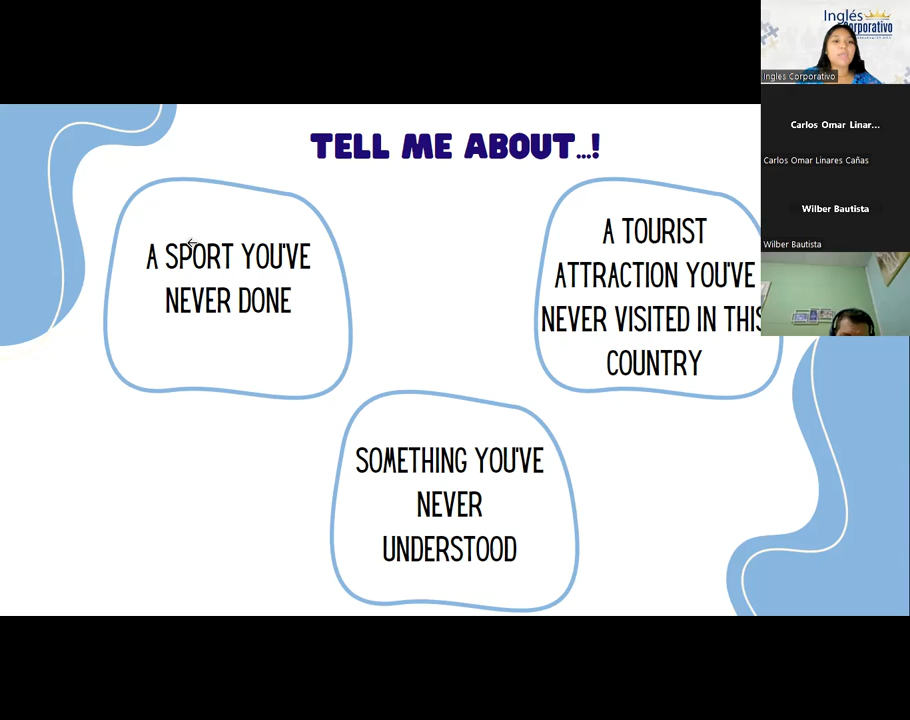 TELL ME ABOUT...!
A SPORT YOU'VE
NEVER DONE
A TOURIST
ATTRACTION YOU'VE
NEVER VISITED IN THIS
COUNTRY
SOMETHING YOU'VE
NEVER
UNDERSTOOD
Inglés
Corporativo
Ingles Corporativo
Carlos Omar Linar...
Carlos Omar Linares Cañas
Wilber Bautista
Wilber Bautista